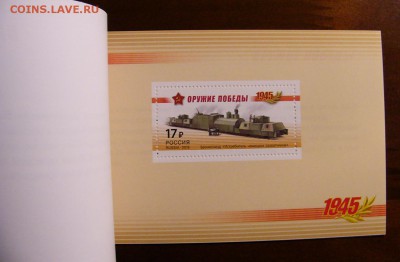 COINS.LAVE.RU
ОРУЖИЕ ПОБЕДЫ
1945
17 Р
РОССИЯ
1945